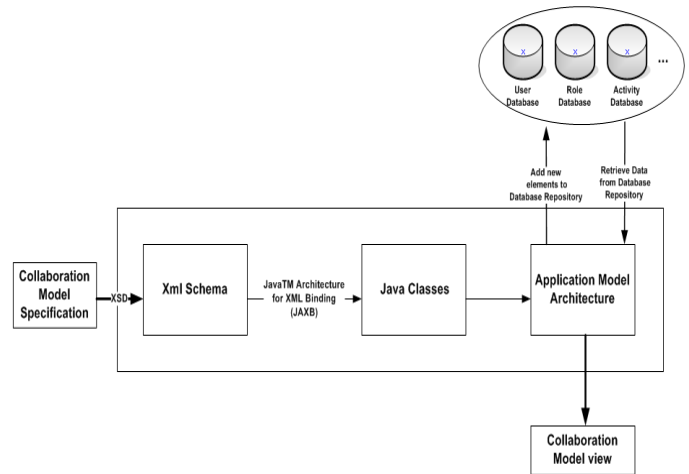 x
x
x
...
User
Database
Role
Database
Activity
Database
Add new
elements to
Database Repository
Retrieve Data
from Database
Repository
Collaboration
Model
Specification
XSD
Xml Schema
JavaTM Architecture
for XML Binding
(JAXB)
Java Classes
Application Model
Architecture
Collaboration
Model view